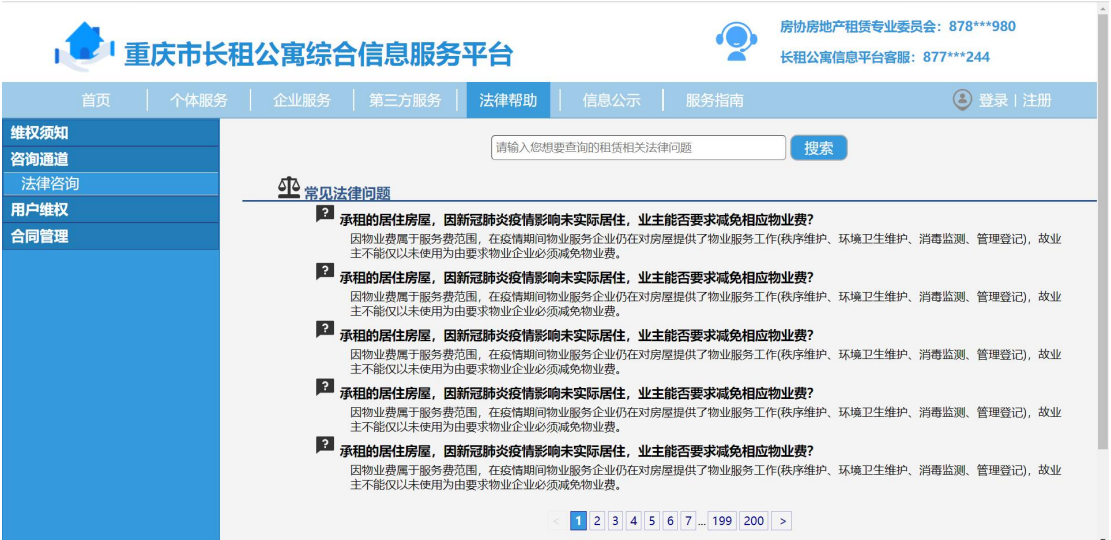 重庆市长租公寓综合信息服务平台
房协房地产租赁专业委员会：878***980
长租公寓信息平台客服：877***244
首页 个体服务 企业服务 第三方服务 法律帮助 信息公示 服务指南 登录 | 注册
维权须知
咨询通道
法律咨询
用户维权
合同管理
请输入您想要查询的租赁相关法律问题 搜索
常见法律问题
承租的居住房屋，因新冠肺炎疫情影响未实际居住，业主能否要求减免相应物业费?
因物业费属于服务费范围，在疫情期间物业服务企业仍在对房屋提供了物业服务工作(秩序维护、环境卫生维护、消毒监测、管理登记)，故业
主不能仅以未使用为由要求物业企业必须减免物业费。
承租的居住房屋，因新冠肺炎疫情影响未实际居住，业主能否要求减免相应物业费?
因物业费属于服务费范围，在疫情期间物业服务企业仍在对房屋提供了物业服务工作(秩序维护、环境卫生维护、消毒监测、管理登记)，故业
主不能仅以未使用为由要求物业企业必须减免物业费。
承租的居住房屋，因新冠肺炎疫情影响未实际居住，业主能否要求减免相应物业费?
因物业费属于服务费范围，在疫情期间物业服务企业仍在对房屋提供了物业服务工作(秩序维护、环境卫生维护、消毒监测、管理登记)，故业
主不能仅以未使用为由要求物业企业必须减免物业费。
承租的居住房屋，因新冠肺炎疫情影响未实际居住，业主能否要求减免相应物业费?
因物业费属于服务费范围，在疫情期间物业服务企业仍在对房屋提供了物业服务工作(秩序维护、环境卫生维护、消毒监测、管理登记)，故业
主不能仅以未使用为由要求物业企业必须减免物业费。
承租的居住房屋，因新冠肺炎疫情影响未实际居住，业主能否要求减免相应物业费?
因物业费属于服务费范围，在疫情期间物业服务企业仍在对房屋提供了物业服务工作(秩序维护、环境卫生维护、消毒监测、管理登记)，故业
主不能仅以未使用为由要求物业企业必须减免物业费。
< 1 2 3 4 5 6 7 ... 199 200 >